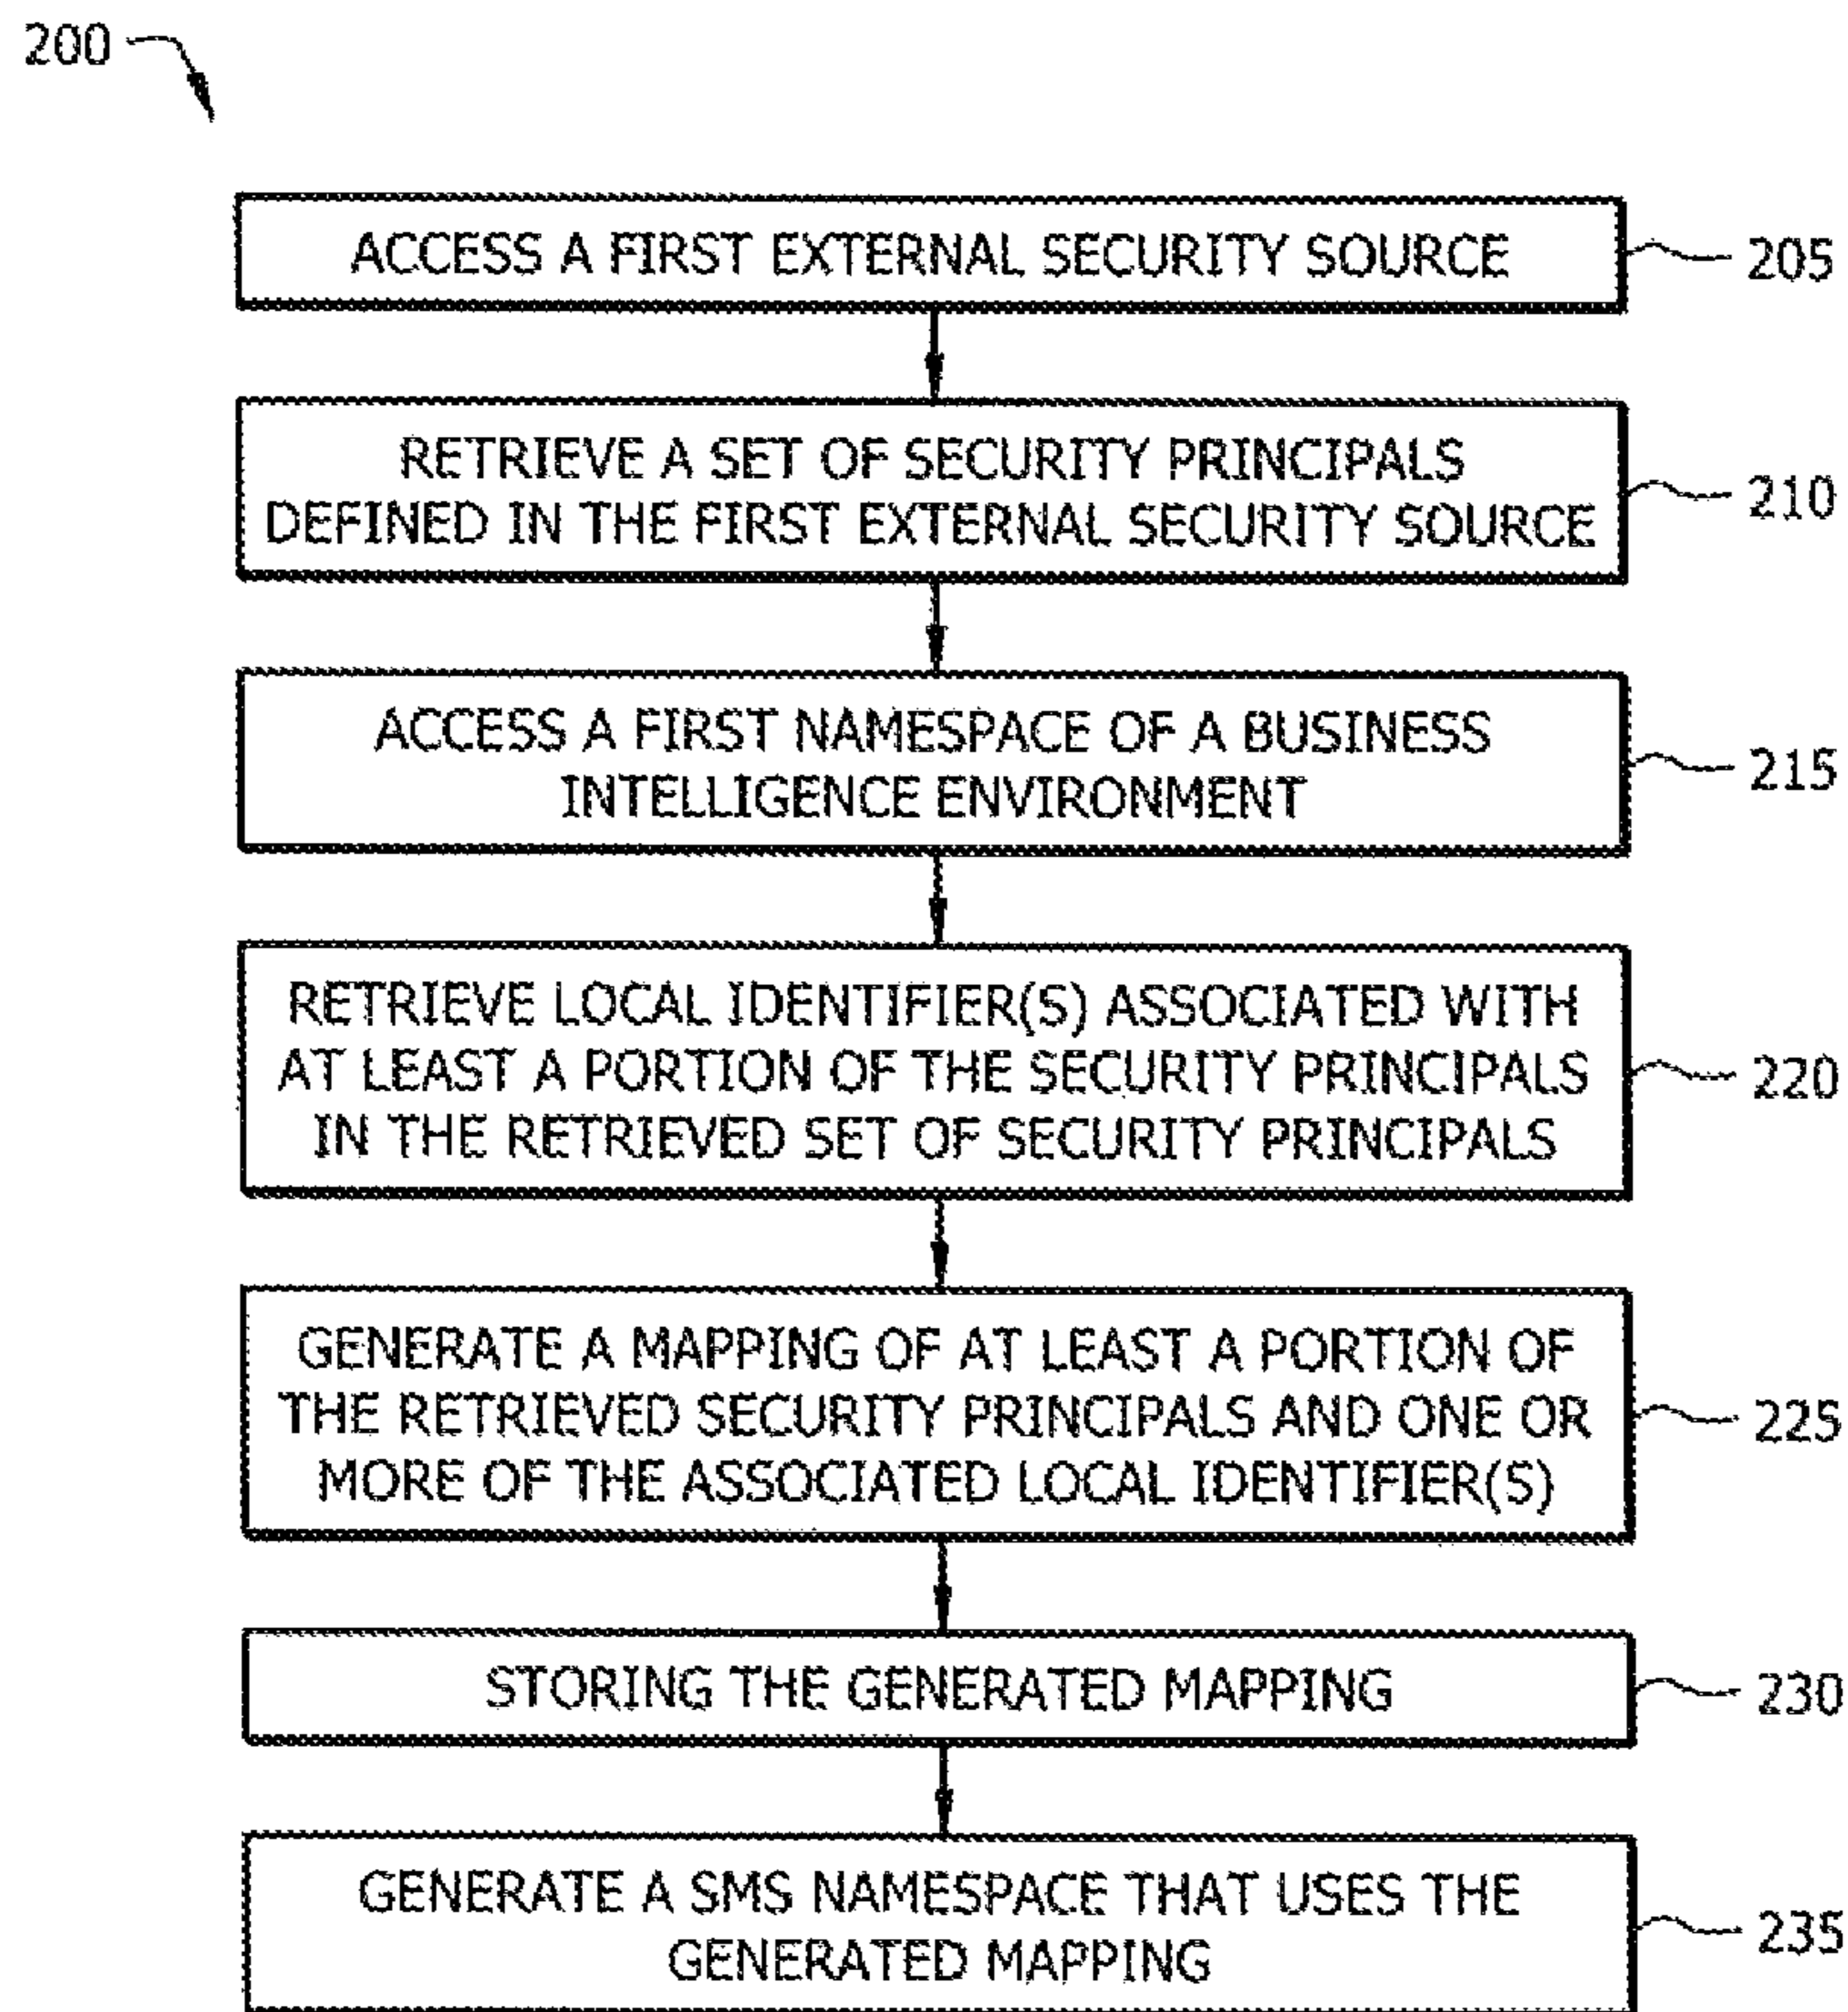 200
ACCESS A FIRST EXTERNAL SECURITY SOURCE
205
RETRIEVE A SET OF SECURITY PRINCIPALS
DEFINED IN THE FIRST EXTERNAL SECURITY SOURCE
210
ACCESS A FIRST NAMESPACE OF A BUSINESS
INTELLIGENCE ENVIRONMENT
215
RETRIEVE LOCAL IDENTIFIER(S) ASSOCIATED WITH
AT LEAST A PORTION OF THE SECURITY PRINCIPALS
IN THE RETRIEVED SET OF SECURITY PRINCIPALS
220
GENERATE A MAPPING OF AT LEAST A PORTION OF
THE RETRIEVED SECURITY PRINCIPALS AND ONE OR
MORE OF THE ASSOCIATED LOCAL IDENTIFIER(S)
225
STORING THE GENERATED MAPPING
230
GENERATE A SMS NAMESPACE THAT USES THE
GENERATED MAPPING
235